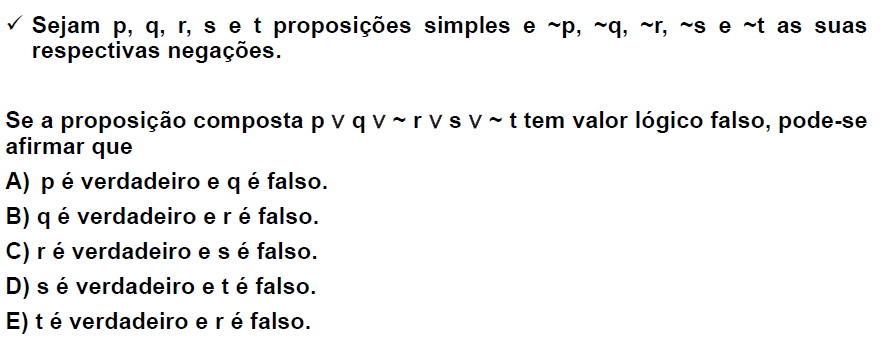 ✓ Sejam p, q, r, s e t proposições simples e ~p, ~q, ~r, ~s e ~t as suas
respectivas negações.
Se a proposição composta p ∨ q ∨ ~ r ∨ s ∨ ~ t tem valor lógico falso, pode-se
afirmar que
A) p é verdadeiro e q é falso.
B) q é verdadeiro e r é falso.
C) r é verdadeiro e s é falso.
D) s é verdadeiro e t é falso.
E) t é verdadeiro e r é falso.